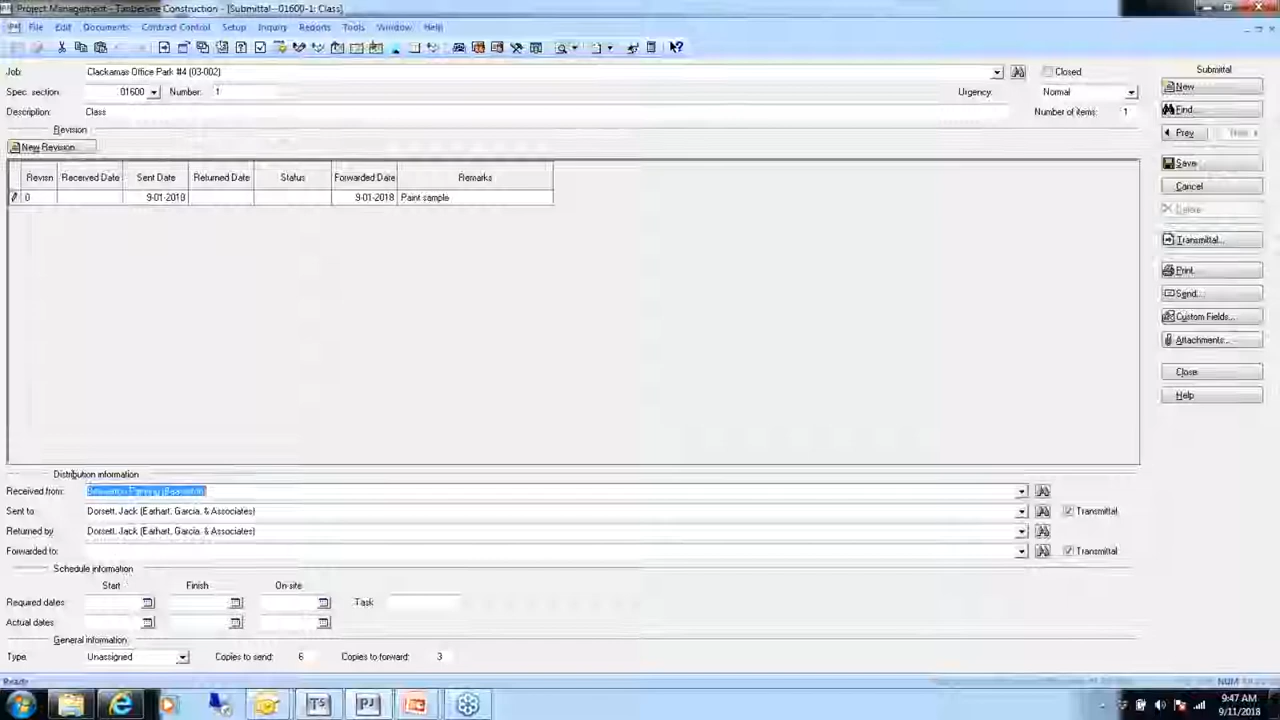 Project Management - Timberline Construction - [Submittal--01600-1: Class]
File Edit Documents Contract Control Setup Inquiry Reports Tools Window Help
Job: Clackamas Office Park #4 (03-002) Closed
Spec. section: 01600 Number: 1 Urgency: Normal
Description: Class Number of items: 1
Revision
New Revision...
Revisn Received Date Sent Date Returned Date Status Forwarded Date Remarks
0 9-01-2018 9-01-2018 Paint sample
Distribution information
Received from:
Sent to: Dorsett, Jack (Earhart, Garcia, & Associates) Transmittal
Returned by: Dorsett, Jack (Earhart, Garcia, & Associates)
Forwarded to: Transmittal
Schedule information
Start Finish On-site
Required dates: Task
Actual dates:
General information
Type Unassigned Copies to send: 6 Copies to forward: 3
Submittal
New
Find...
Prev Next
Save
Cancel
Delete
Transmittal...
Print
Send...
Custom Fields...
Attachments...
Close
Help
Ready NUM
9:47 AM
9/11/2018